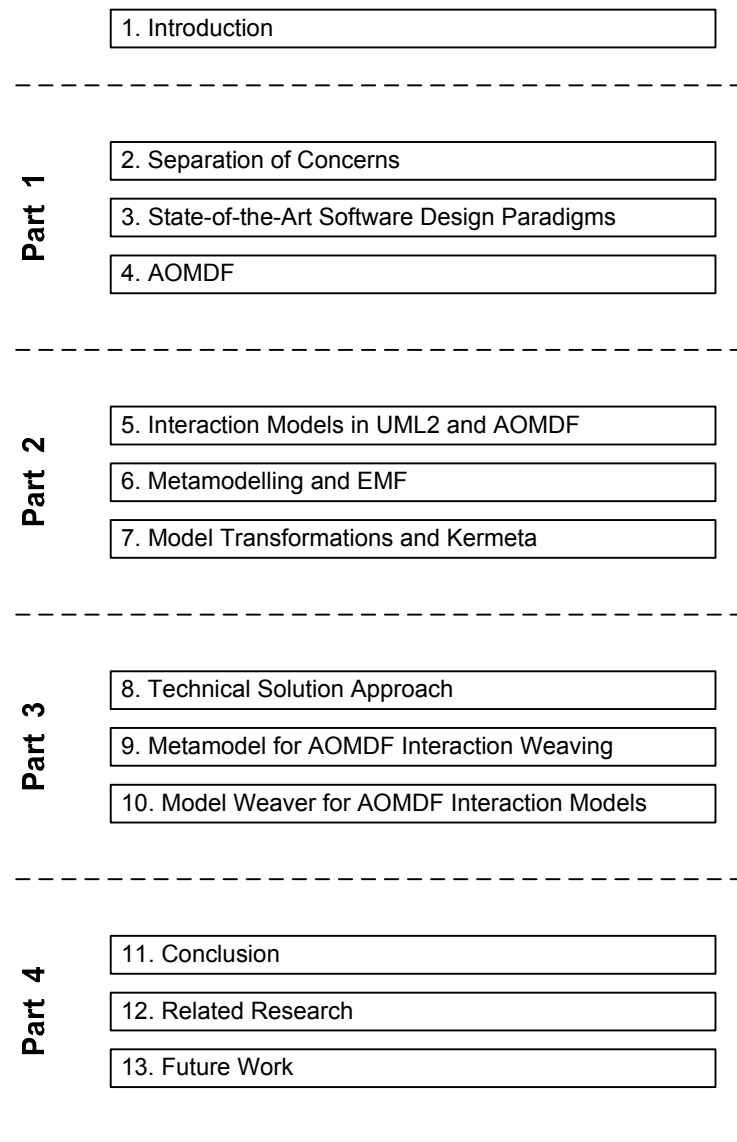 1. Introduction
Part 1
2. Separation of Concerns
3. State-of-the-Art Software Design Paradigms
4. AOMDF
Part 2
5. Interaction Models in UML2 and AOMDF
6. Metamodelling and EMF
7. Model Transformations and Kermeta
Part 3
8. Technical Solution Approach
9. Metamodel for AOMDF Interaction Weaving
10. Model Weaver for AOMDF Interaction Models
Part 4
11. Conclusion
12. Related Research
13. Future Work